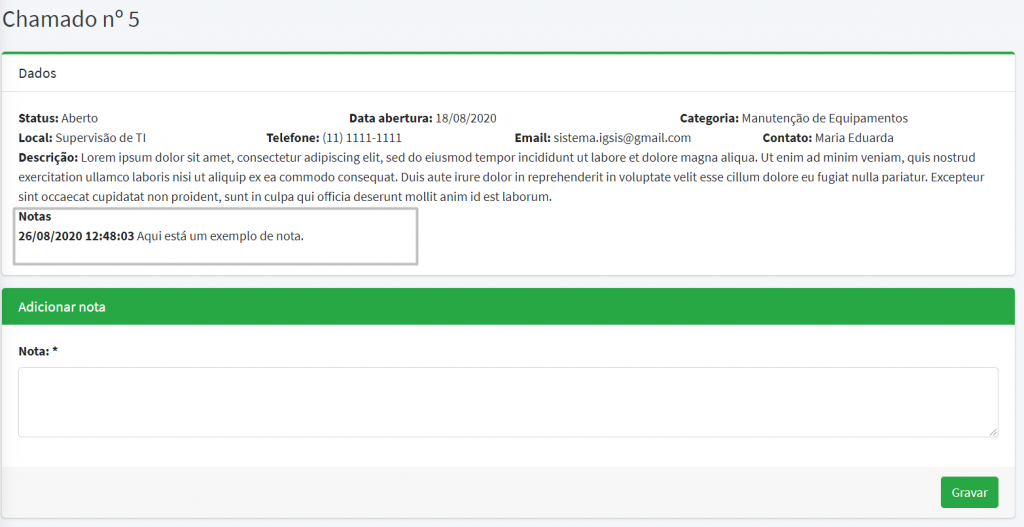 Chamado nº 5
Dados
Status: Aberto Data abertura: 18/08/2020 Categoria: Manutenção de Equipamentos
Local: Supervisão de TI Telefone: (11) 1111-1111 Email: sistema.igsis@gmail.com Contato: Maria Eduarda
Descrição: Lorem ipsum dolor sit amet, consectetur adipiscing elit, sed do eiusmod tempor incididunt ut labore et dolore magna aliqua. Ut enim ad minim veniam, quis nostrud
exercitation ullamco laboris nisi ut aliquip ex ea commodo consequat. Duis aute irure dolor in reprehenderit in voluptate velit esse cillum dolore eu fugiat nulla pariatur. Excepteur
sint occaecat cupidatat non proident, sunt in culpa qui officia deserunt mollit anim id est laborum.
Notas
26/08/2020 12:48:03 Aqui está um exemplo de nota.
Adicionar nota
Nota: *
Gravar